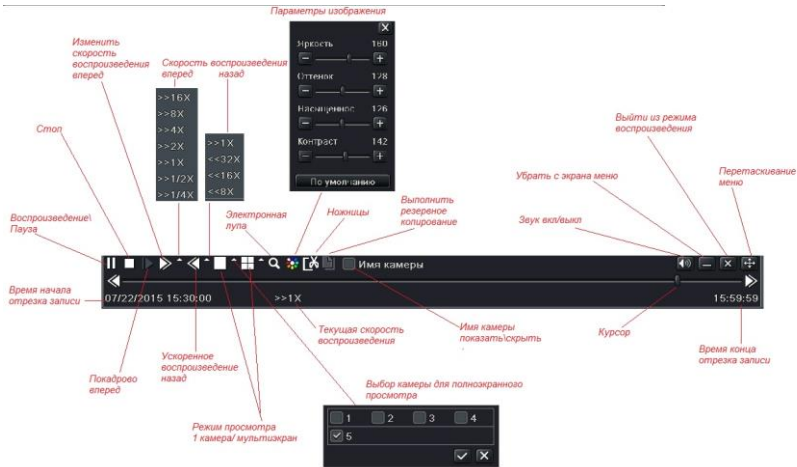 Параметры изображения
Яркость 160
Оттенок 128
Насыщеннос 126
Контраст 142
По умолчанию
Изменить
скорость
воспроизведения
вперед
Скорость воспроизведения
вперед назад
>>16X
>>8X
>>4X
>>2X
>>1X
>>1/2X
>>1/4X
>>1X
<<32X
<<16X
<<8X
Стоп
Воспроизведение\
Пауза
Электронная
лупа
Ножницы
Выполнить
резервное
копирование
Выйти из режима
воспроизведения
Убрать с экрана меню
Перетаскивание
меню
Звук вкл/выкл
Имя камеры
07/22/2015 15:30:00 >>1X 15:59:59
Время начала
отрезка записи
Покадрово
вперед
Ускоренное
воспроизведение
назад
Режим просмотра
1 камера/ мультиэкран
Текущая скорость
воспроизведения
Имя камеры
показать\скрыть
Курсор
Время конца
отрезка записи
Выбор камеры для полноэкранного
просмотра
1 2 3 4
5